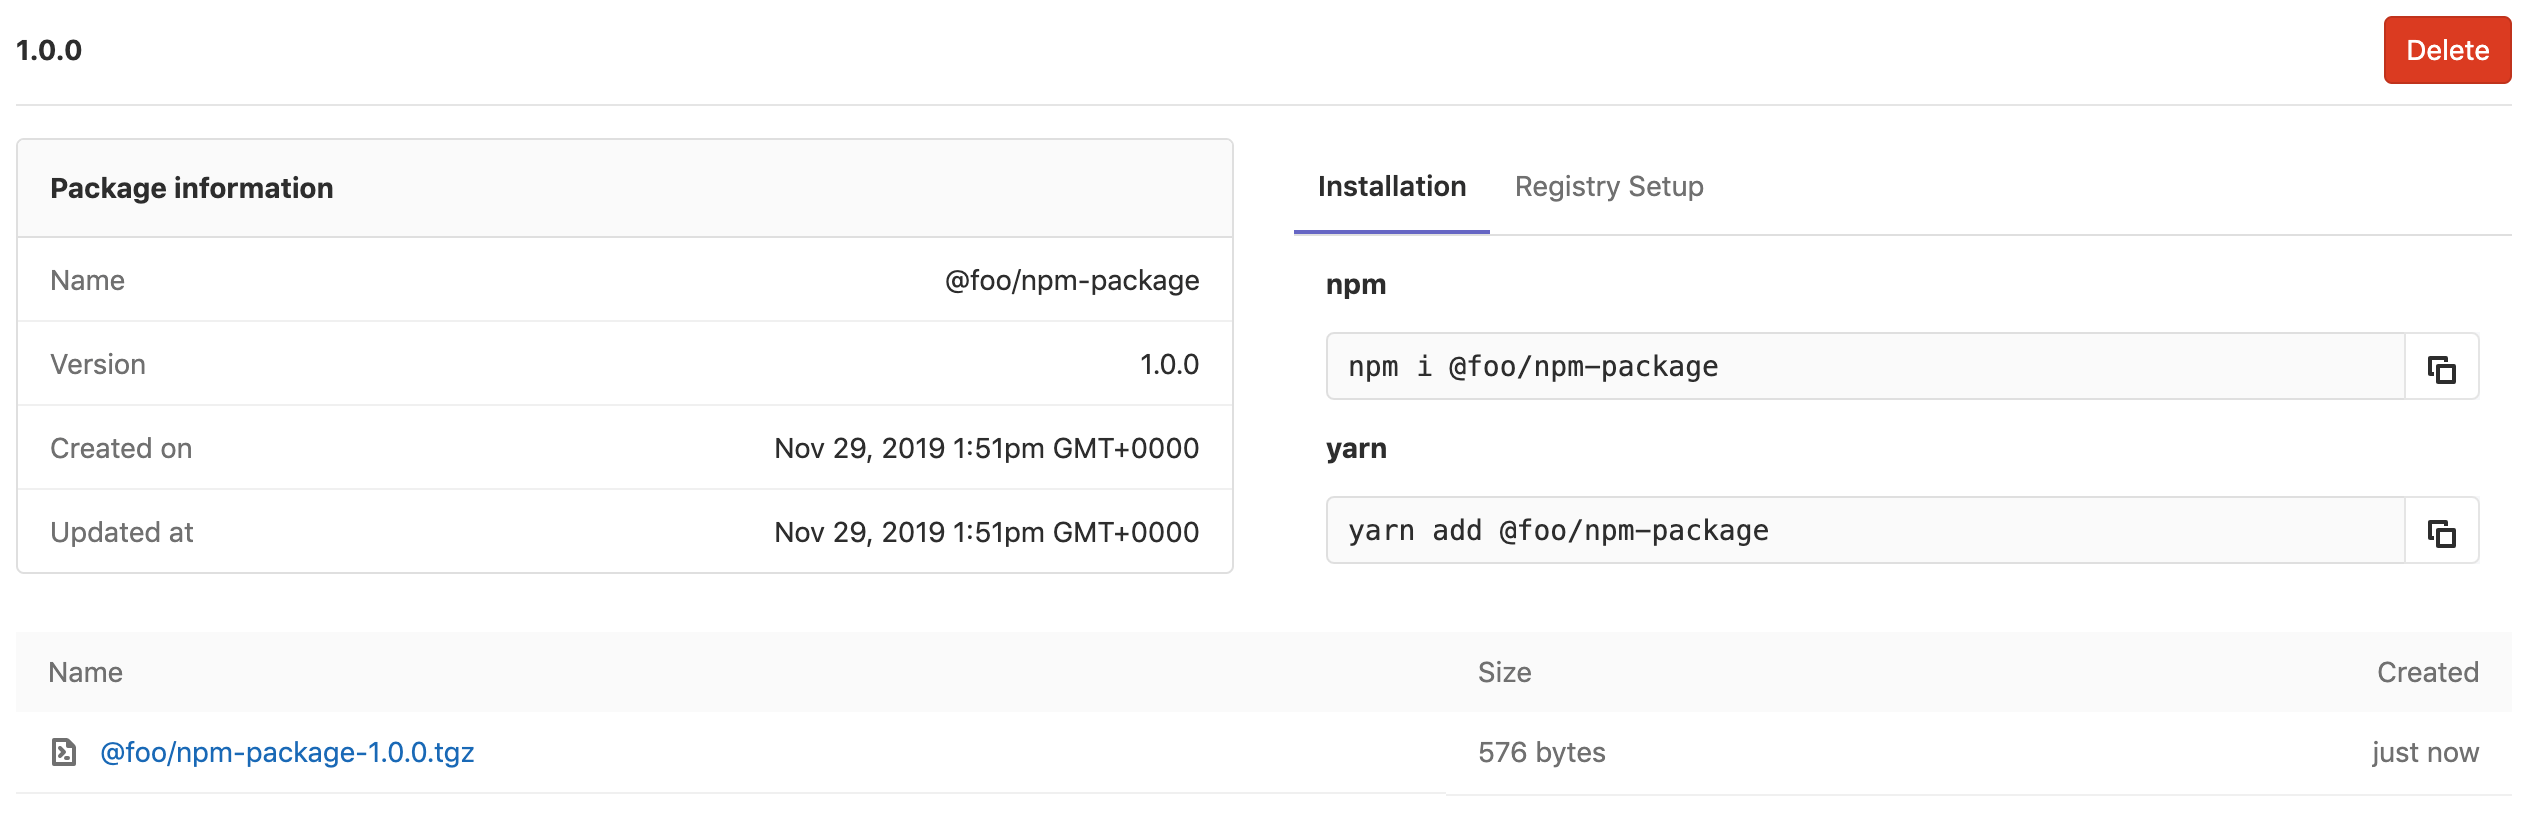 1.0.0
Delete
Package information
Name @foo/npm-package
Version 1.0.0
Created on Nov 29, 2019 1:51pm GMT+0000
Updated at Nov 29, 2019 1:51pm GMT+0000
Installation Registry Setup
npm
npm i @foo/npm-package
yarn
yarn add @foo/npm-package
Name Size Created
@foo/npm-package-1.0.0.tgz 576 bytes just now